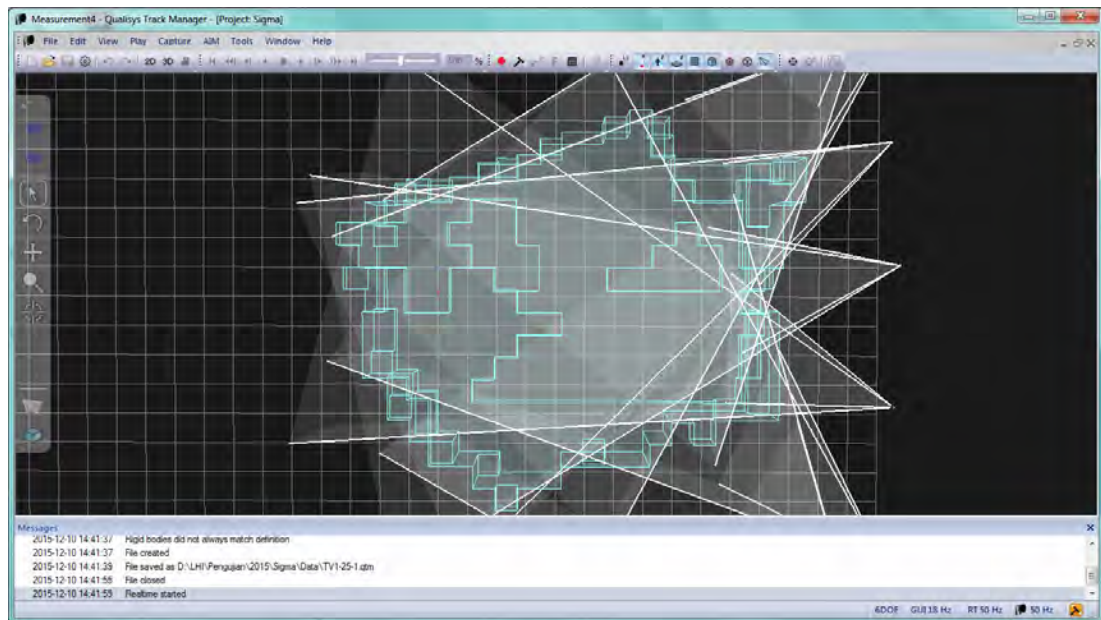 Measurement4 - Qualisys Track Manager - [Project: Sigma]
File Edit View Play Capture AIM Tools Window Help
2D 3D
%
Messages
2015-12-10 14:41:37 Rigid bodies did not always match definition
2015-12-10 14:41:37 File created
2015-12-10 14:41:39 File saved as D:\LHI\Pengujian\2015\Sigma\Data\TV1-25-1.qtm
2015-12-10 14:41:56 File closed
2015-12-10 14:41:59 Realtime started
6DOF GUI 18 Hz RT 50 Hz 50 Hz